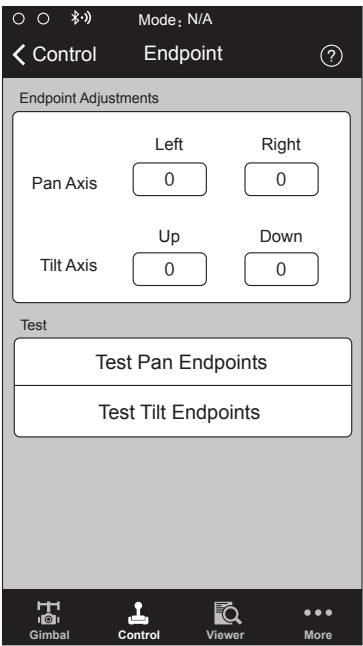 Mode: N/A
Control Endpoint ?
Endpoint Adjustments
Left Right
Pan Axis 0 0
Up Down
Tilt Axis 0 0
Test
Test Pan Endpoints
Test Tilt Endpoints
Gimbal Control Viewer More